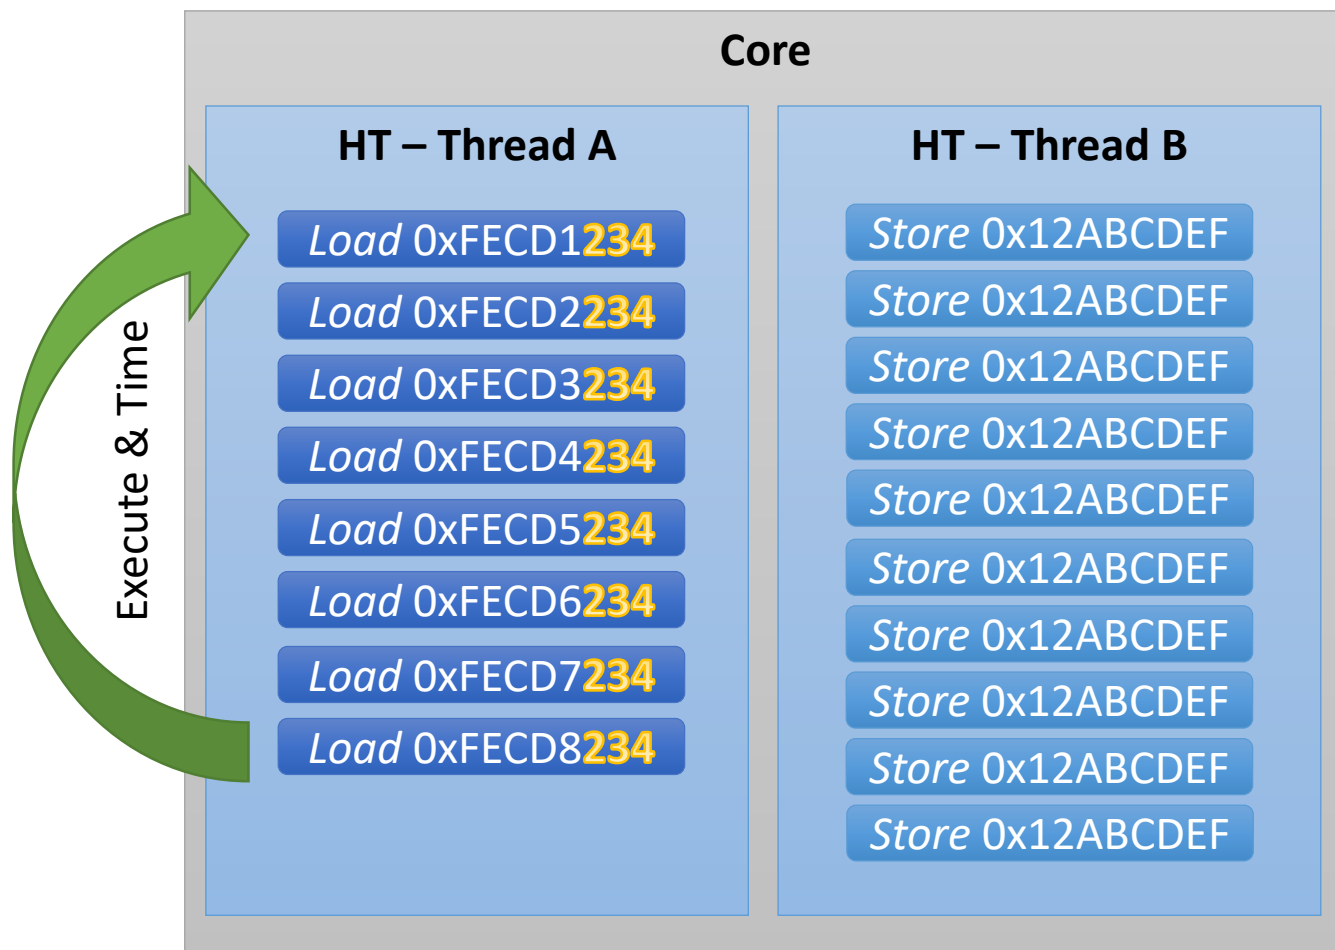 Core
HT – Thread A
Load 0xFECD1234
Load 0xFECD2234
Load 0xFECD3234
Load 0xFECD4234
Load 0xFECD5234
Load 0xFECD6234
Load 0xFECD7234
Load 0xFECD8234
Execute & Time
HT – Thread B
Store 0x12ABCDEF
Store 0x12ABCDEF
Store 0x12ABCDEF
Store 0x12ABCDEF
Store 0x12ABCDEF
Store 0x12ABCDEF
Store 0x12ABCDEF
Store 0x12ABCDEF
Store 0x12ABCDEF
Store 0x12ABCDEF